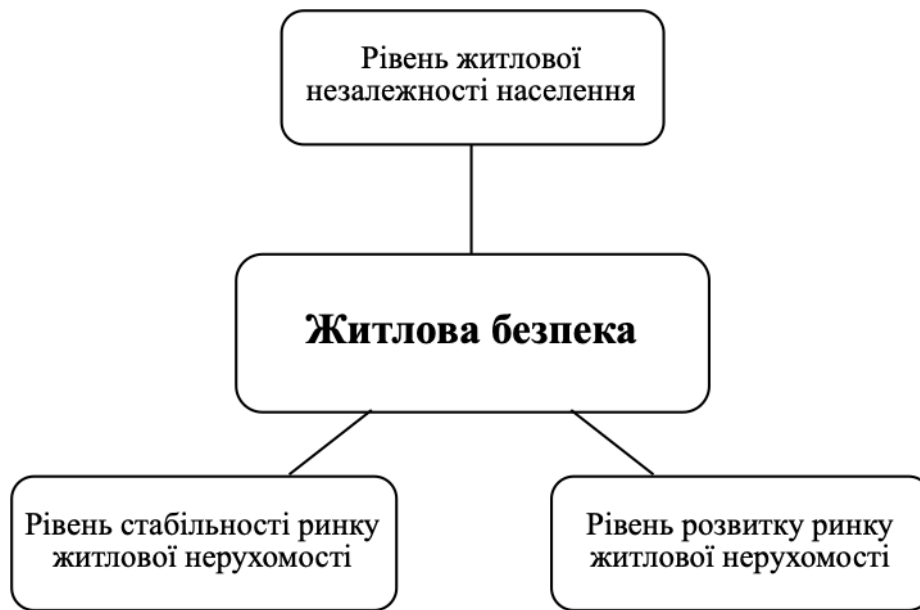 Рівень житлової
незалежності населення
Житлова безпека
Рівень стабільності ринку
житлової нерухомості
Рівень розвитку ринку
житлової нерухомості